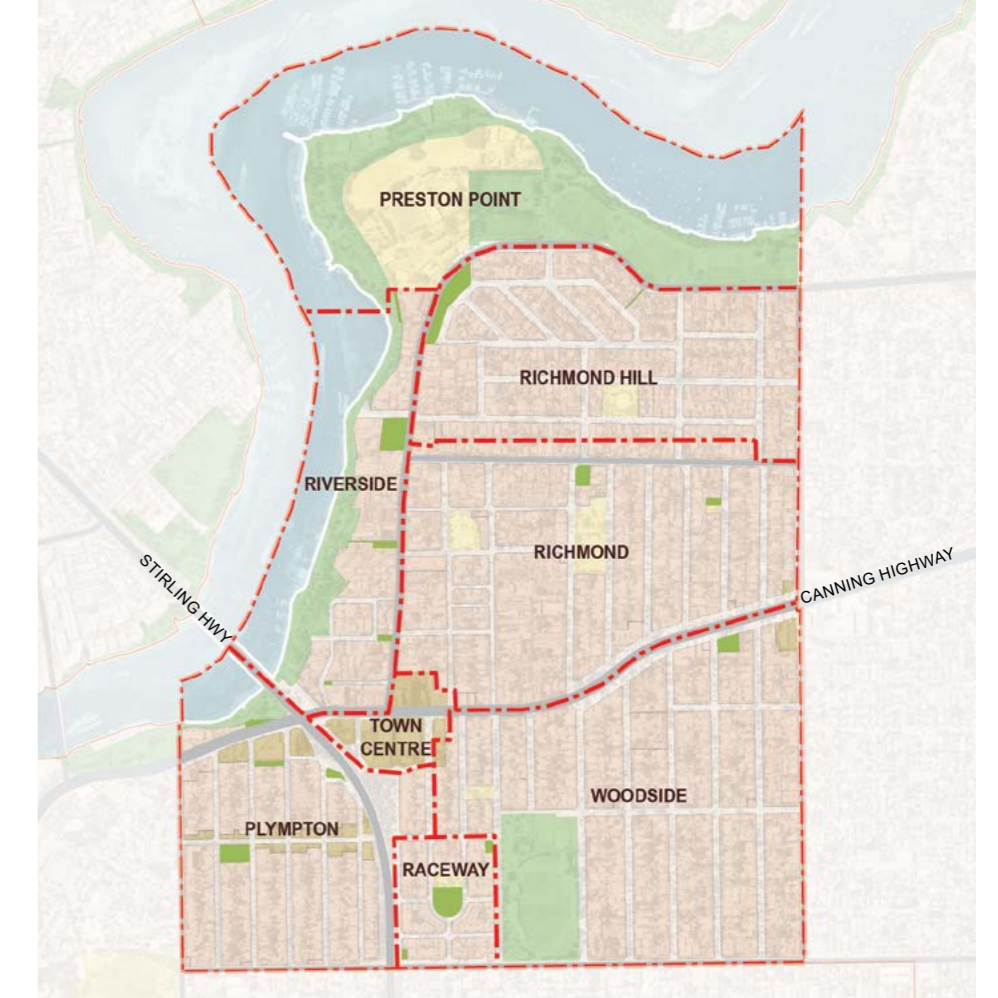 PRESTON POINT
RICHMOND HILL
RIVERSIDE
RICHMOND
STIRLING HWY
CANNING HIGHWAY
TOWN
CENTRE
WOODSIDE
PLYMPTON
RACEWAY